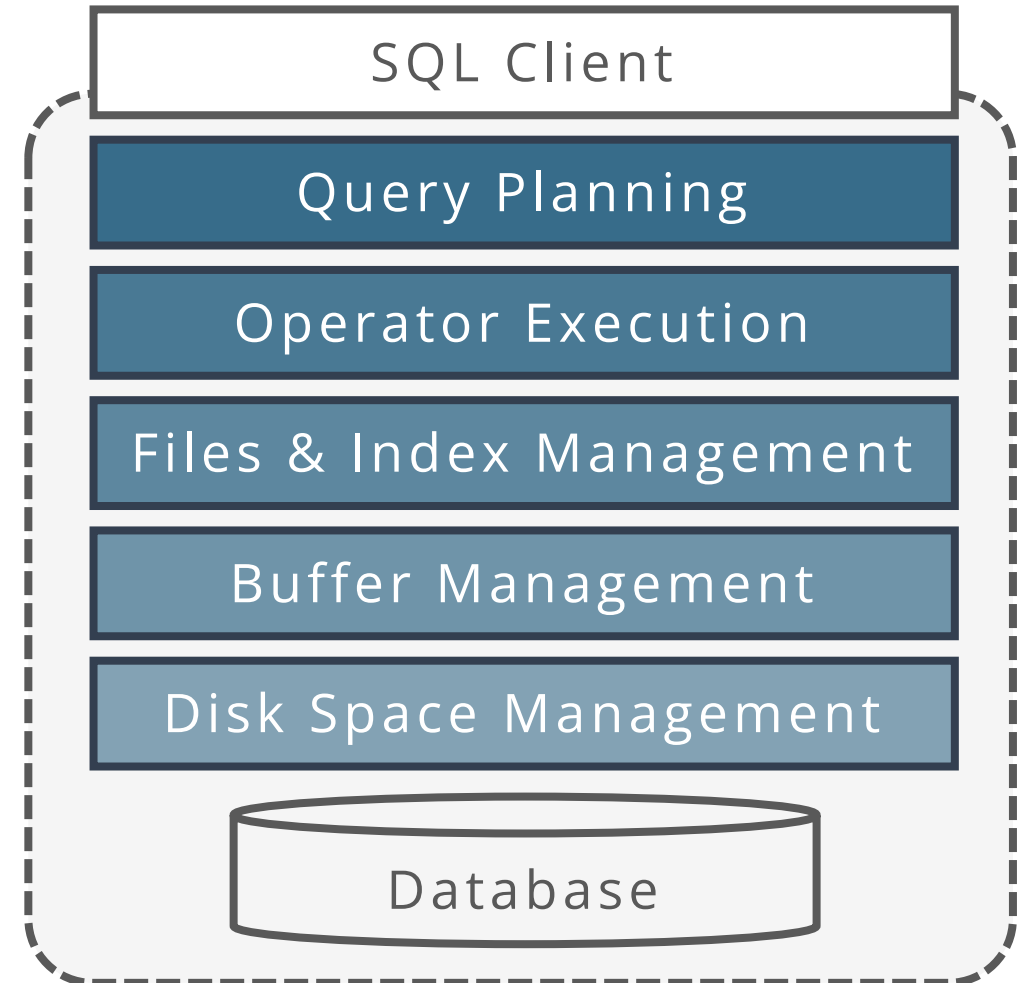 SQL Client
Query Planning
Operator Execution
Files & Index Management
Buffer Management
Disk Space Management
Database